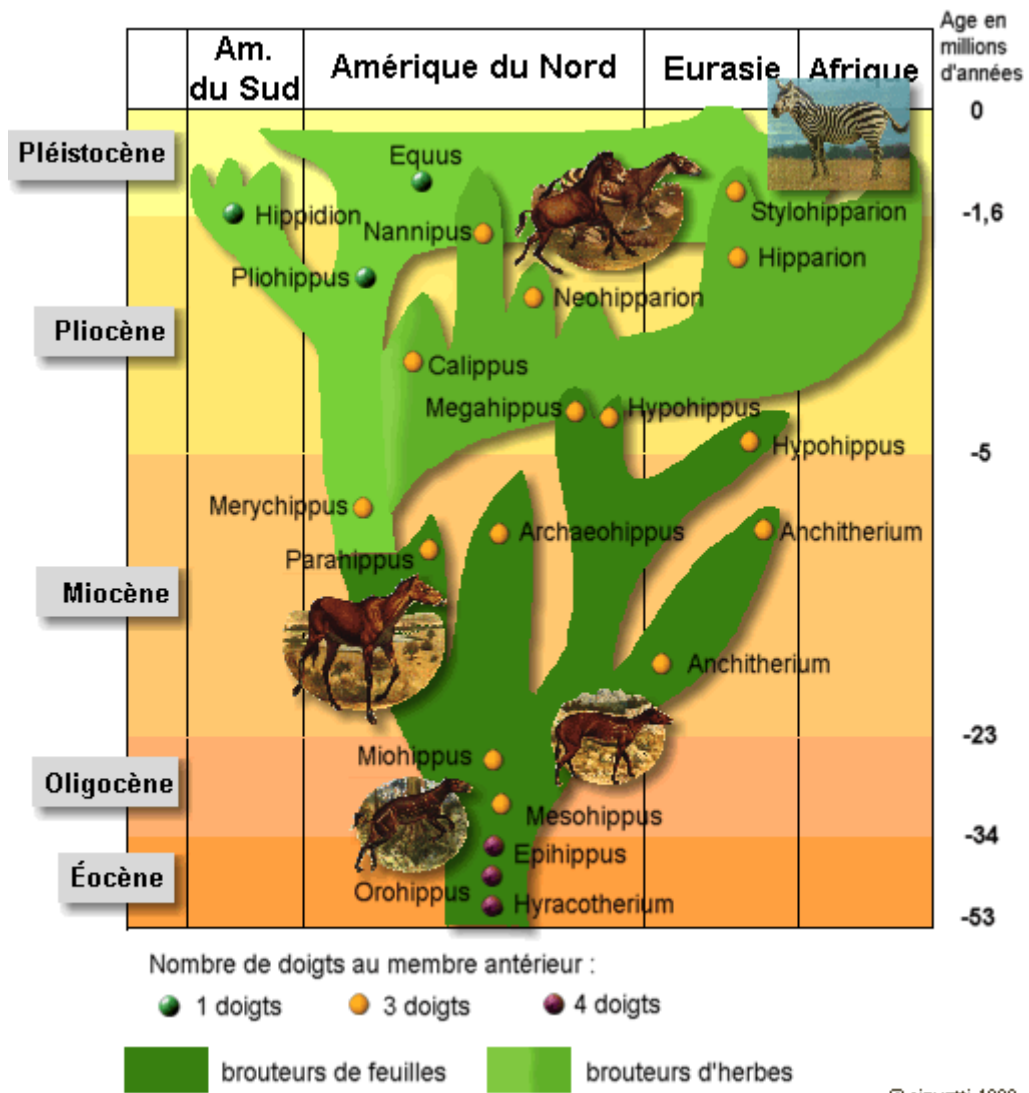 Age en
millions
d'années
Am.
du Sud
Amérique du Nord
Eurasie
Afrique
0
Pléistocène
Equus
Hippidion
Stylohipparion
-1,6
Nannipus
Hipparion
Pliohippus
Neohipparion
Pliocène
Calippus
Megahippus
Hypohippus
Hypohippus
-5
Merychippus
Archaeohippus
Anchitherium
Parahippus
Miocène
Anchitherium
-23
Miohippus
Oligocène
Mesohippus
-34
Epihippus
Éocène
Orohippus
Hyracotherium
-53
Nombre de doigts au membre antérieur :
1 doigts
3 doigts
4 doigts
brouteurs de feuilles
brouteurs d'herbes